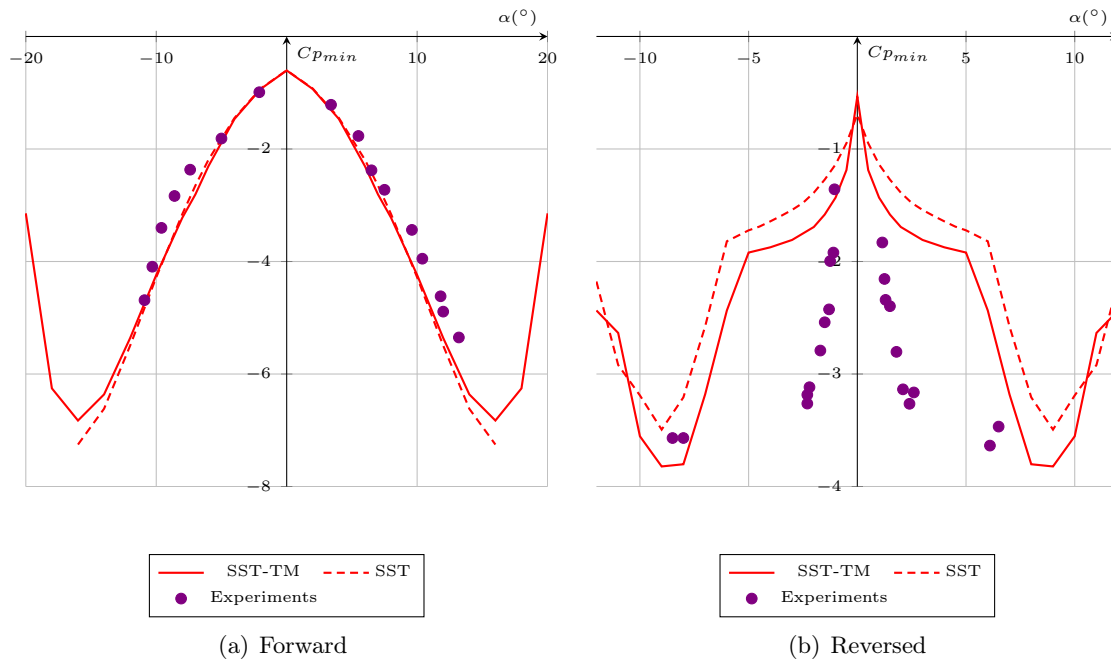 α(°)
−20 −10 10 20
Cp_min
−2
−4
−6
−8
SST-TM SST
Experiments
(a) Forward
α(°)
−10 −5 5 10
Cp_min
−1
−2
−3
−4
SST-TM SST
Experiments
(b) Reversed